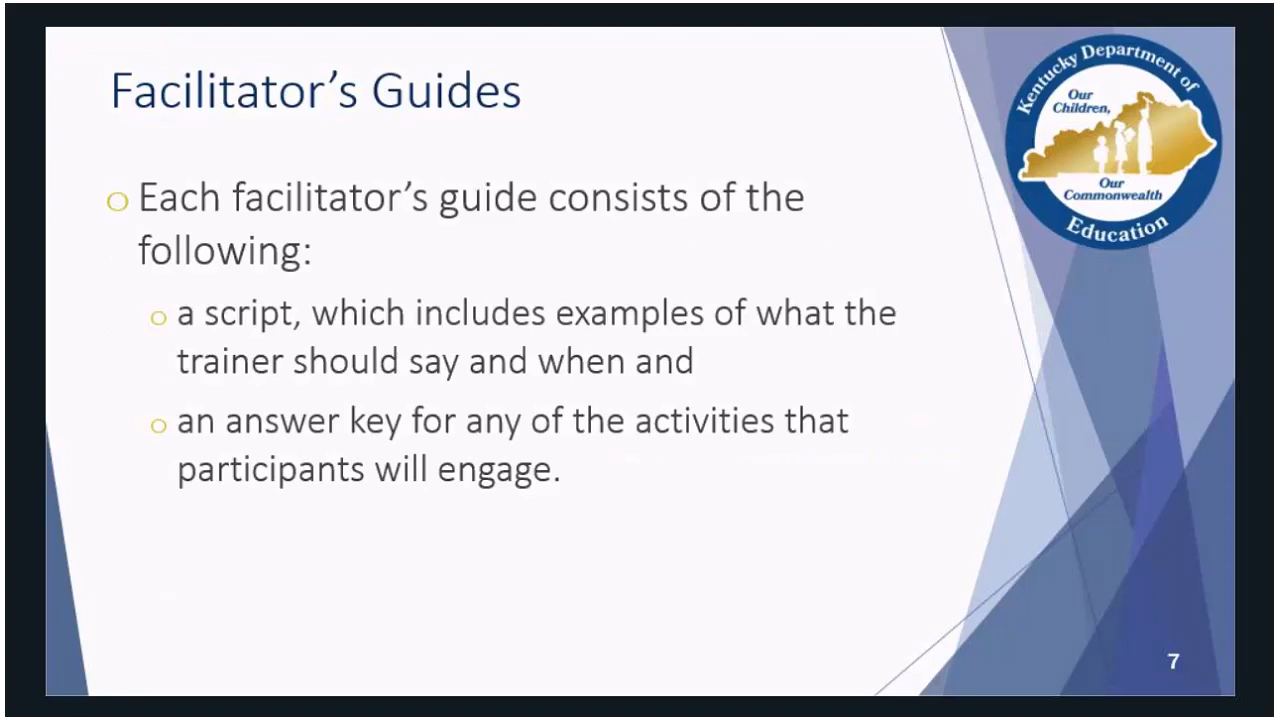 Facilitator's Guides
Kentucky Department of
Our
Children,
Our
Commonwealth
Education
o Each facilitator's guide consists of the
following:
o a script, which includes examples of what the
trainer should say and when and
o an answer key for any of the activities that
participants will engage.
7